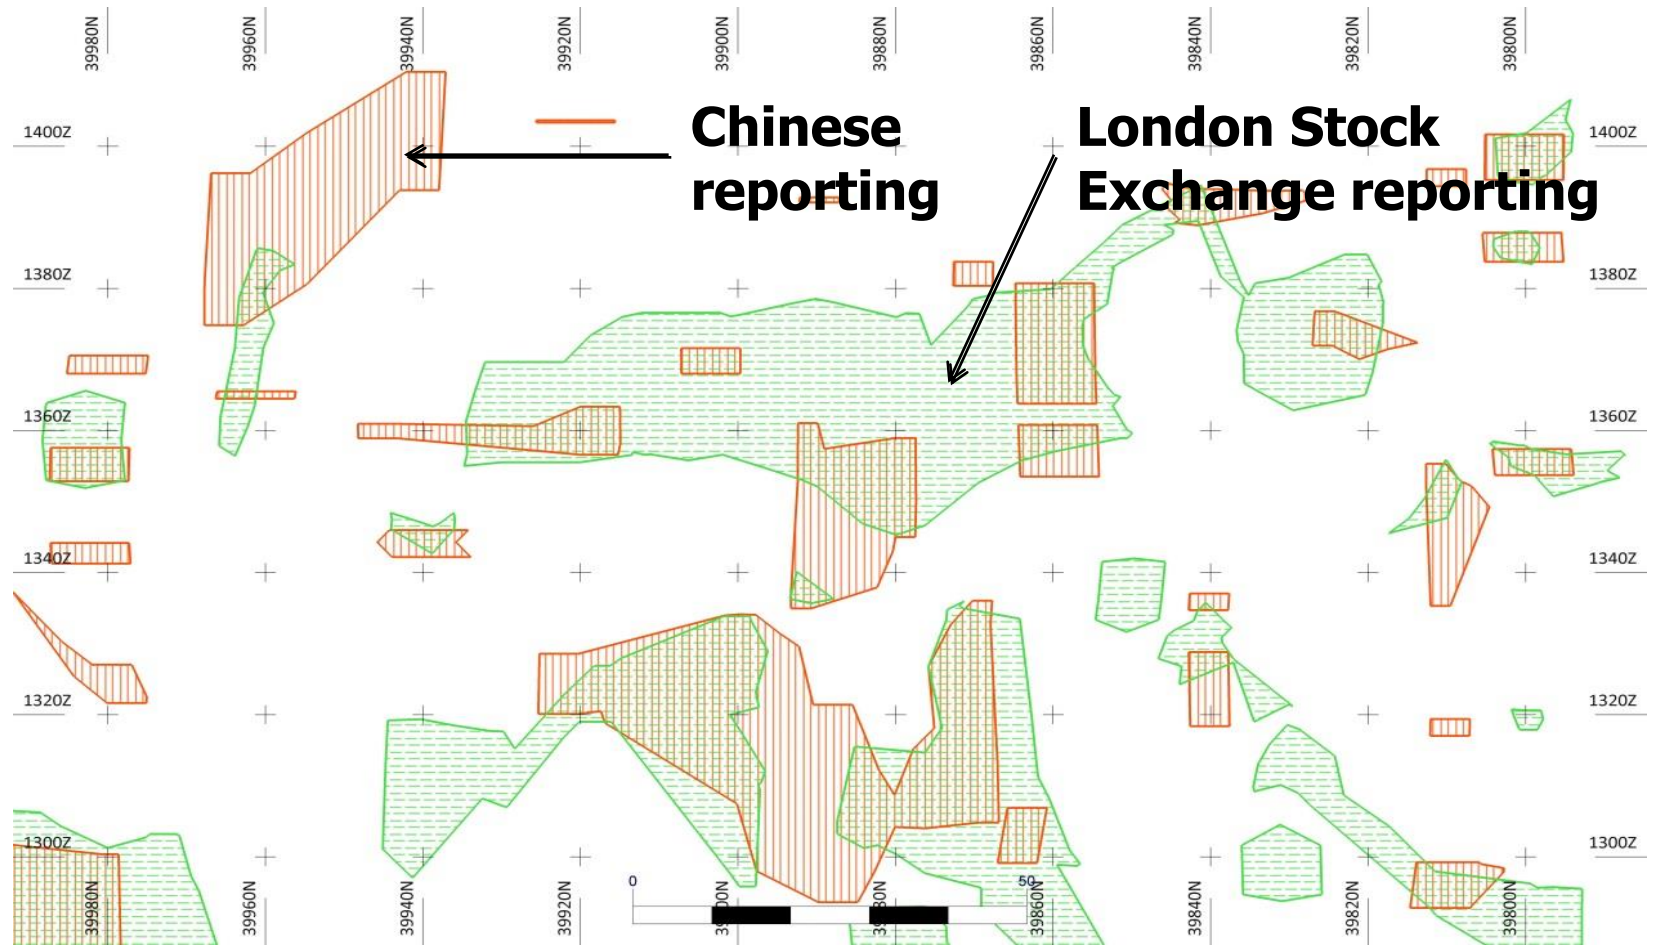 39980N 39960N 39940N 39920N 39900N 39880N 39860N 39840N 39820N 39800N
Chinese
reporting
London Stock
Exchange reporting
1400Z 1400Z
1380Z 1380Z
1360Z 1360Z
1340Z 1340Z
1320Z 1320Z
1300Z 1300Z
0 50
39980N 39960N 39940N 39920N 39860N 39840N 39820N 39800N